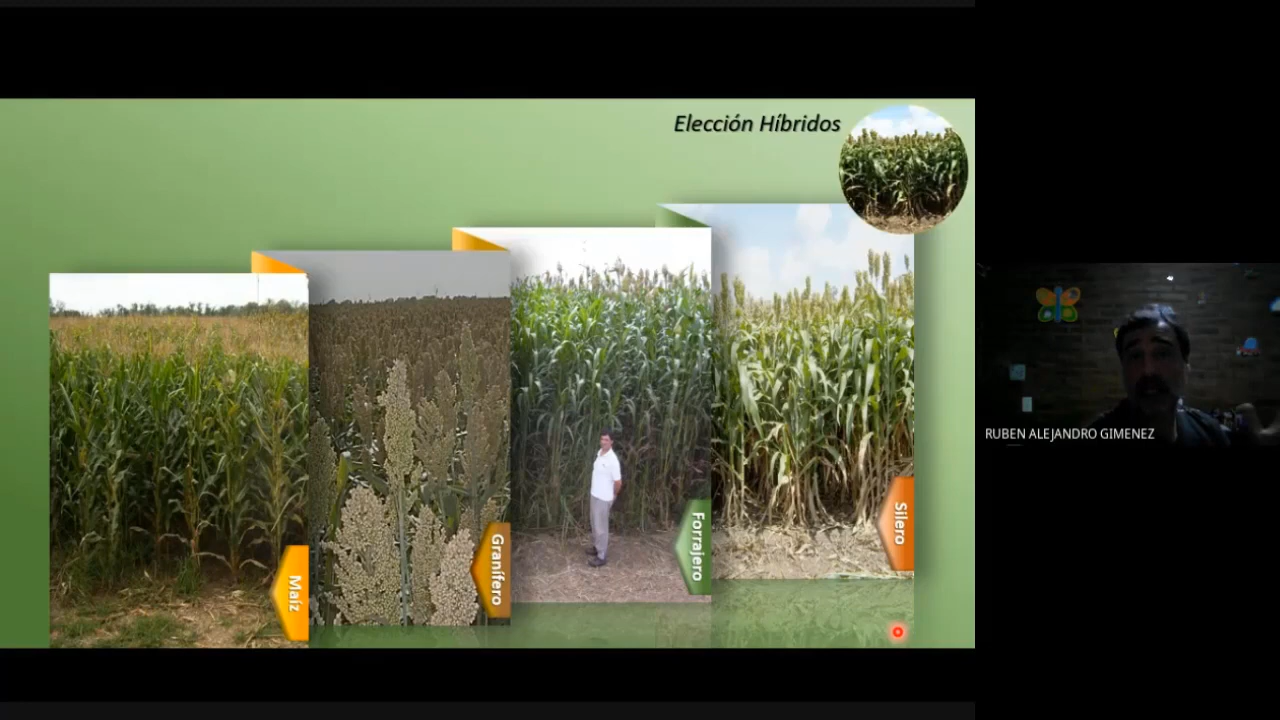 Elección Híbridos
Maíz
Granífero
Forrajero
Silero
RUBEN ALEJANDRO GIMENEZ